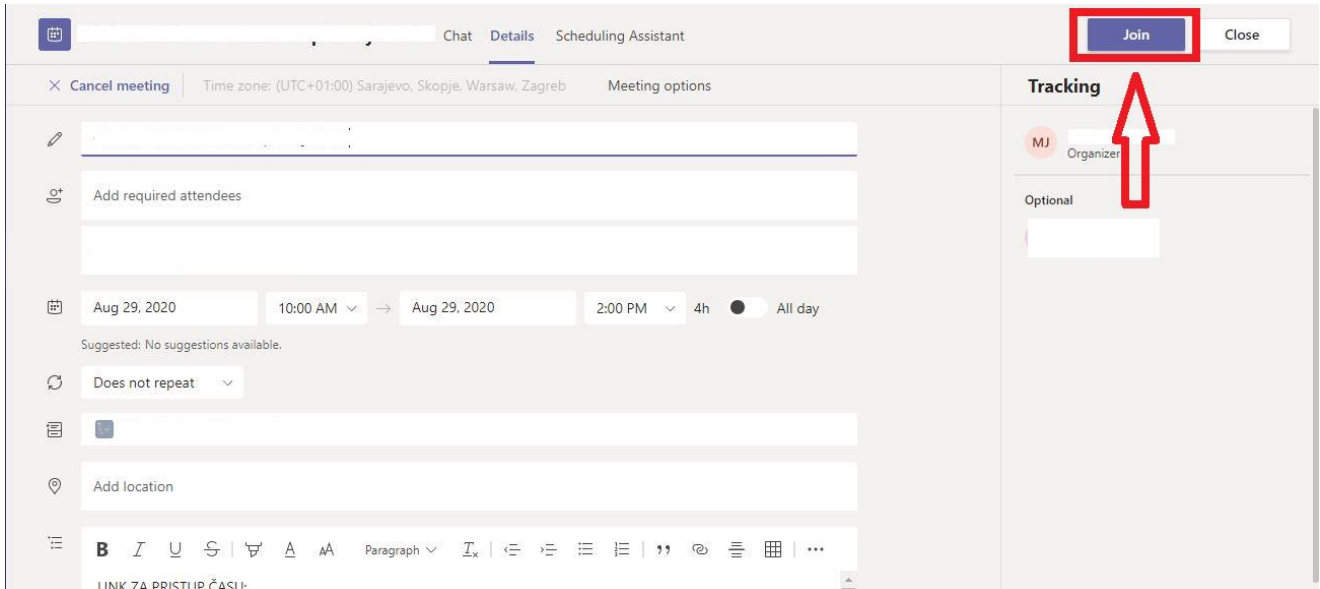 Chat Details Scheduling Assistant Join Close
Cancel meeting Time zone: (UTC+01:00) Sarajevo, Skopje, Warsaw, Zagreb Meeting options Tracking
MJ
Organizer
Add required attendees
Optional
Aug 29, 2020 10:00 AM → Aug 29, 2020 2:00 PM 4h All day
Suggested: No suggestions available.
Does not repeat
Add location
B I U S A AA Paragraph Tx
LINK ZA PRISTUP ČASU: